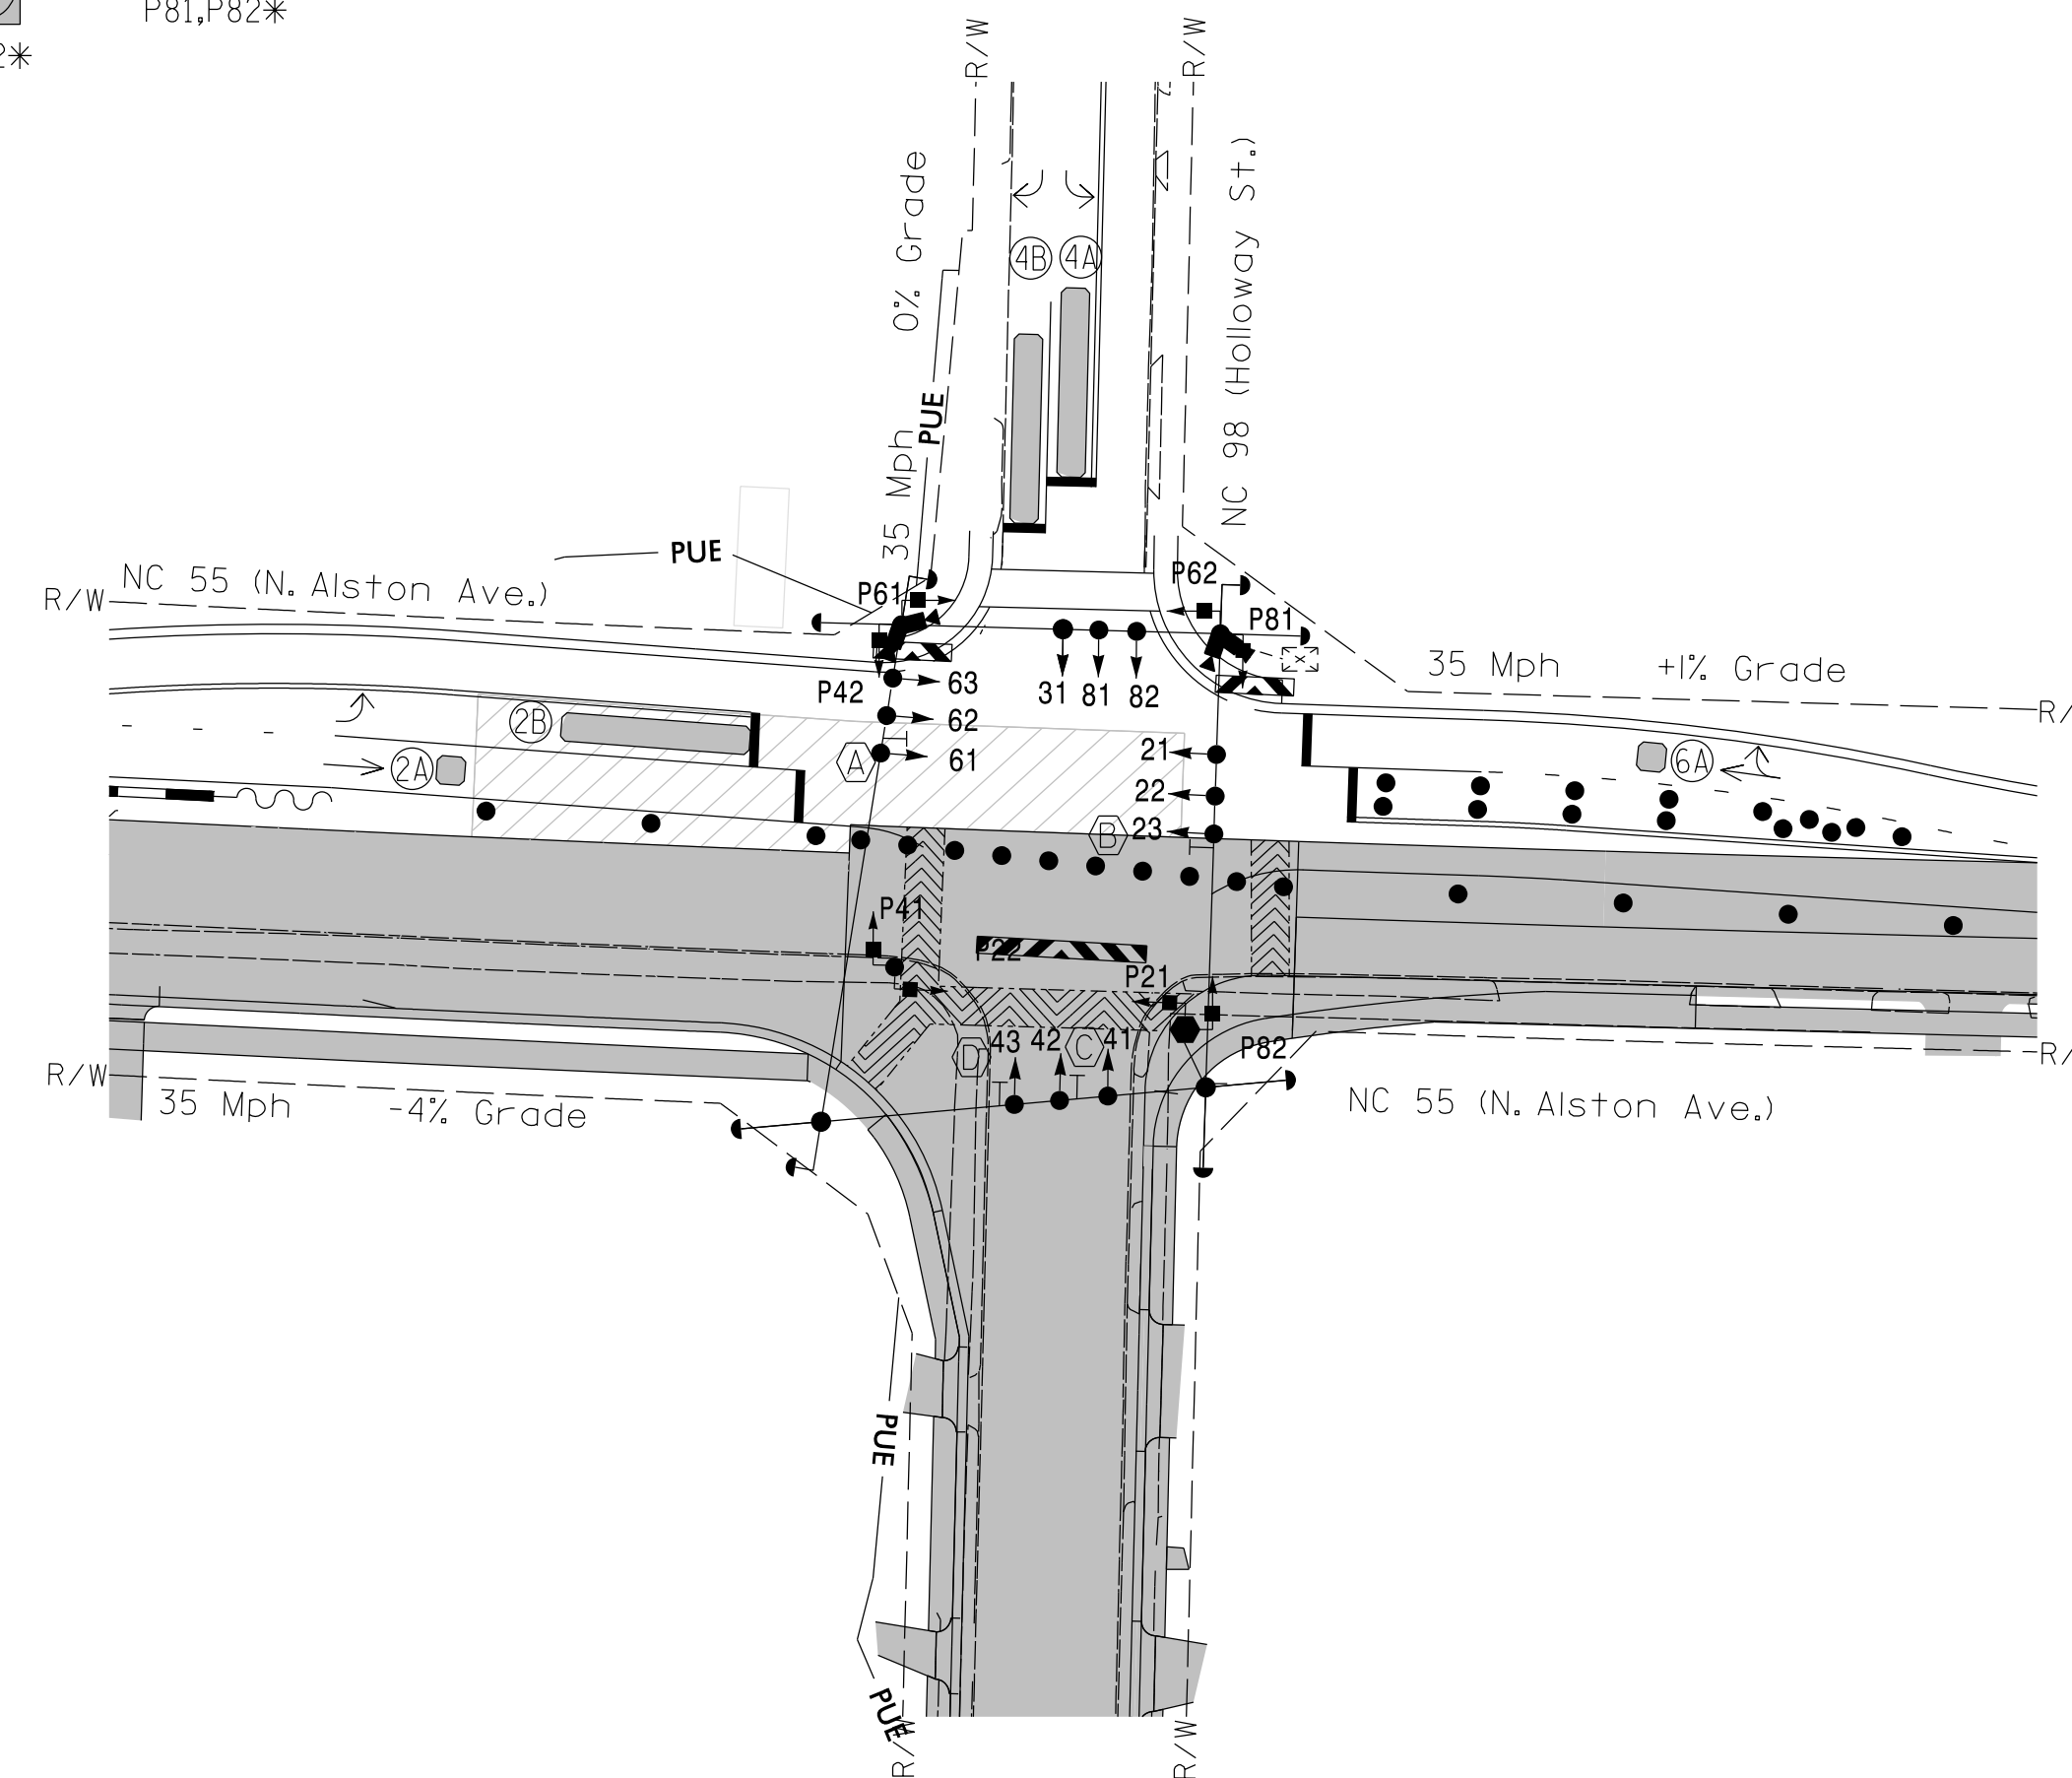 P81,P82*
2*
R/W
R/W
0% Grade
35 Mph
NC 98 (Holloway St.)
4B
4A
PUE
PUE
R/W
NC 55 (N. Alston Ave.)
P61
P62
P81
P42
63
62
61
31
81
82
35 Mph
+1% Grade
R/
2B
2A
A
21
22
B
23
6A
P41
P22
P21
D
43
42
C
41
P82
R/
R/W
35 Mph
-4% Grade
NC 55 (N. Alston Ave.)
PUE
PUE
R/W
R/W